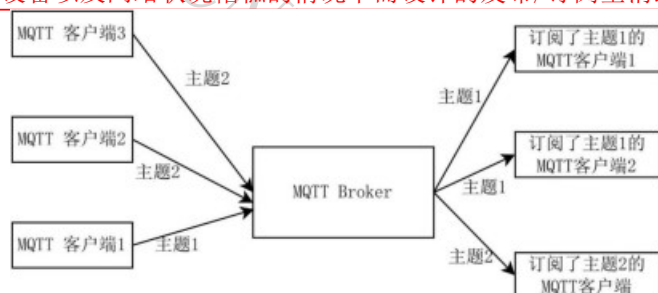 MQTT 客户端3
主题2
订阅了主题1的
MQTT客户端1
主题1
MQTT 客户端2
主题2
MQTT Broker
订阅了主题1的
MQTT客户端2
主题1
MQTT 客户端1
主题1
主题2
订阅了主题2的
MQTT客户端